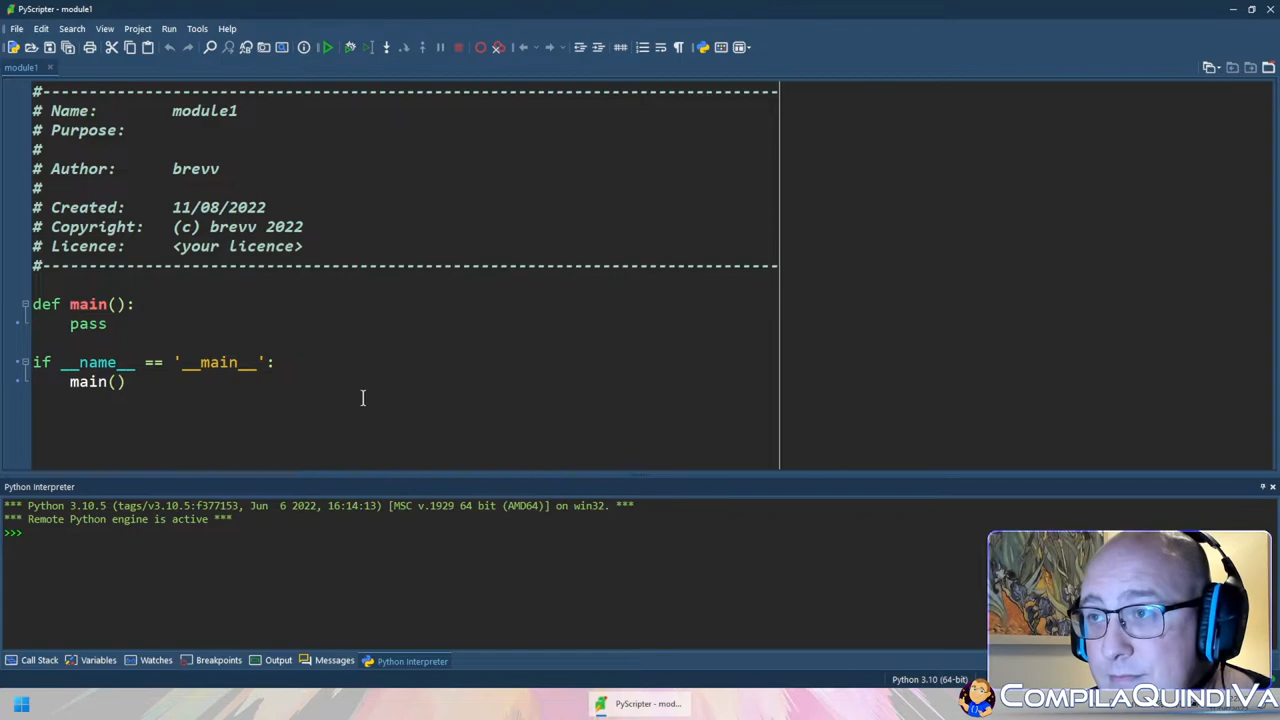 PyScripter - module1
File Edit Search View Project Run Tools Help
module1 ×
#-------------------------------------------------------------------------------
# Name:        module1
# Purpose:
#
# Author:      brevv
#
# Created:     11/08/2022
# Copyright:   (c) brevv 2022
# Licence:     <your licence>
#-------------------------------------------------------------------------------
def main():
    pass
if __name__ == '__main__':
    main()
Python Interpreter
*** Python 3.10.5 (tags/v3.10.5:f377153, Jun  6 2022, 16:14:13) [MSC v.1929 64 bit (AMD64)] on win32. ***
*** Remote Python engine is active ***
>>>
Call Stack Variables Watches Breakpoints Output Messages Python Interpreter
Python 3.10 (64-bit)
COMPILAQUINDIVA
PyScripter - mod...